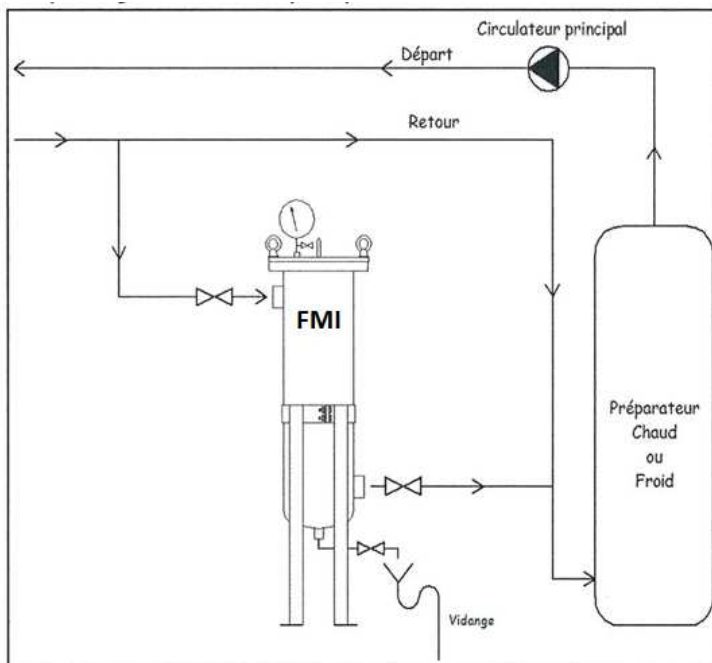 Circulateur principal
Départ
Retour
FMI
Préparateur
Chaud
ou
Froid
Vidange